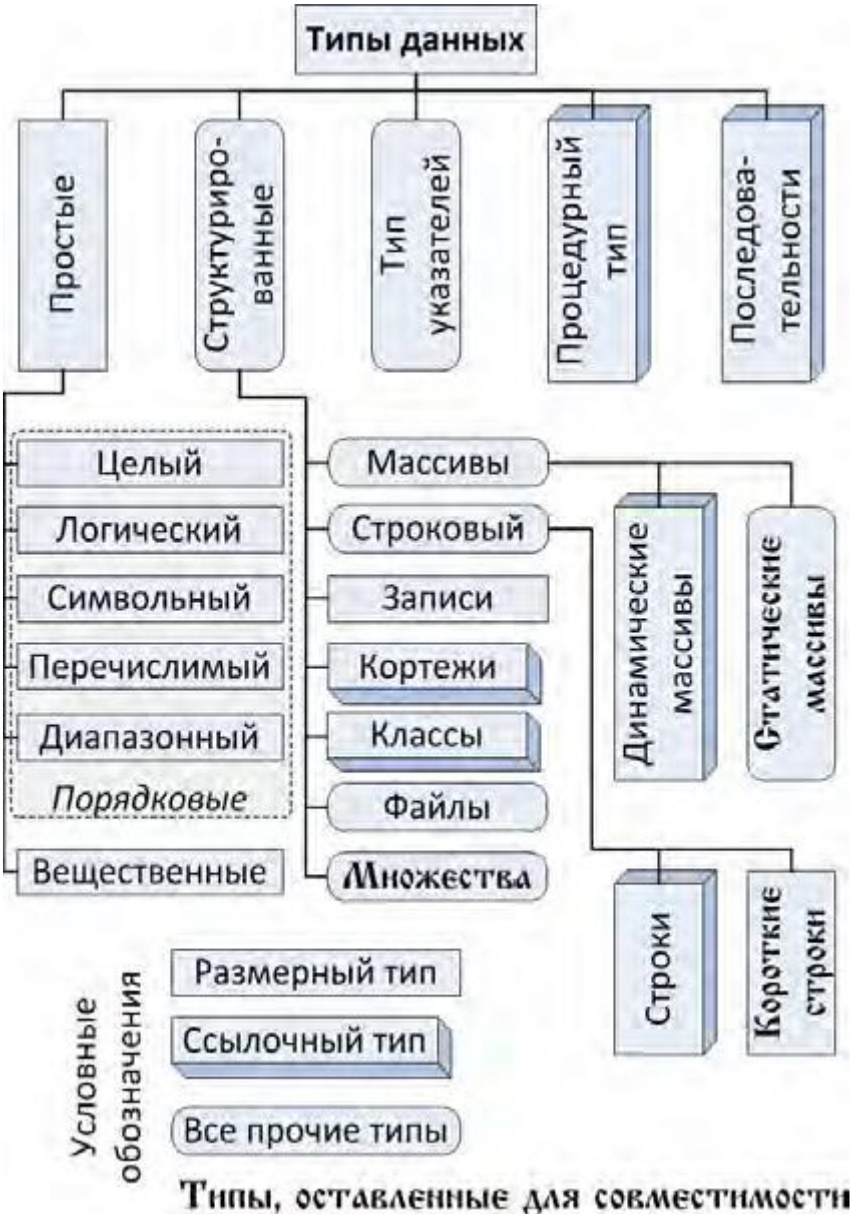 Типы данных
Простые
Структуриро-
ванные
Тип
указателей
Процедурный
тип
Последова-
тельности
Целый
Логический
Символьный
Перечислимый
Диапазонный
Порядковые
Вещественные
Массивы
Строковый
Записи
Кортежи
Классы
Файлы
Множества
Динамические
массивы
Статические
массивы
Строки
Короткие
строки
Условные
обозначения
Размерный тип
Ссылочный тип
Все прочие типы
Типы, оставленные для совместимости